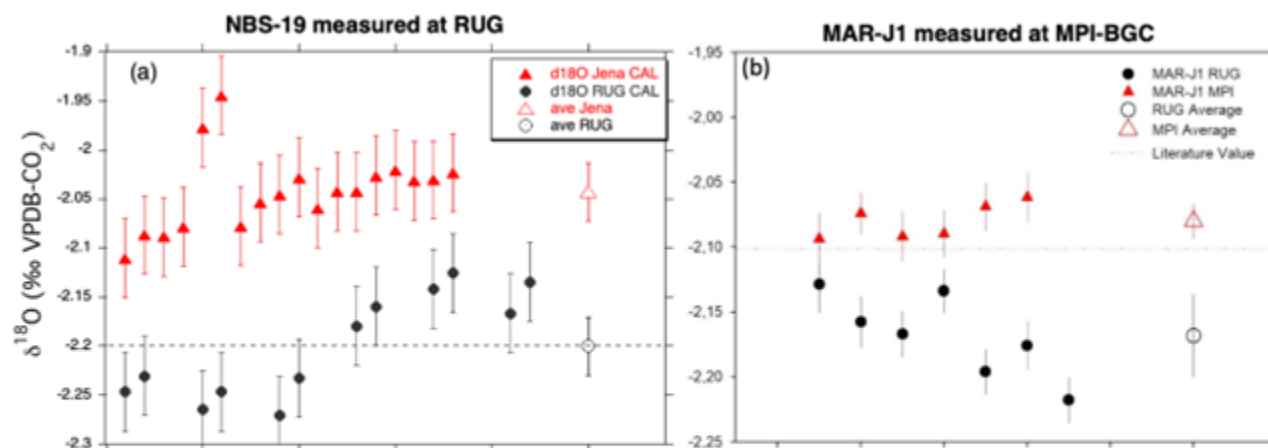 NBS-19 measured at RUG
(a)
d18O Jena CAL
d18O RUG CAL
ave Jena
ave RUG
δ¹⁸O (‰ VPDB-CO₂)
-1.9
-1.95
-2
-2.05
-2.1
-2.15
-2.2
-2.25
-2.3
MAR-J1 measured at MPI-BGC
(b)
MAR-J1 RUG
MAR-J1 MPI
RUG Average
MPI Average
Literature Value
-1,95
-2,00
-2,05
-2,10
-2,15
-2,20
-2,25